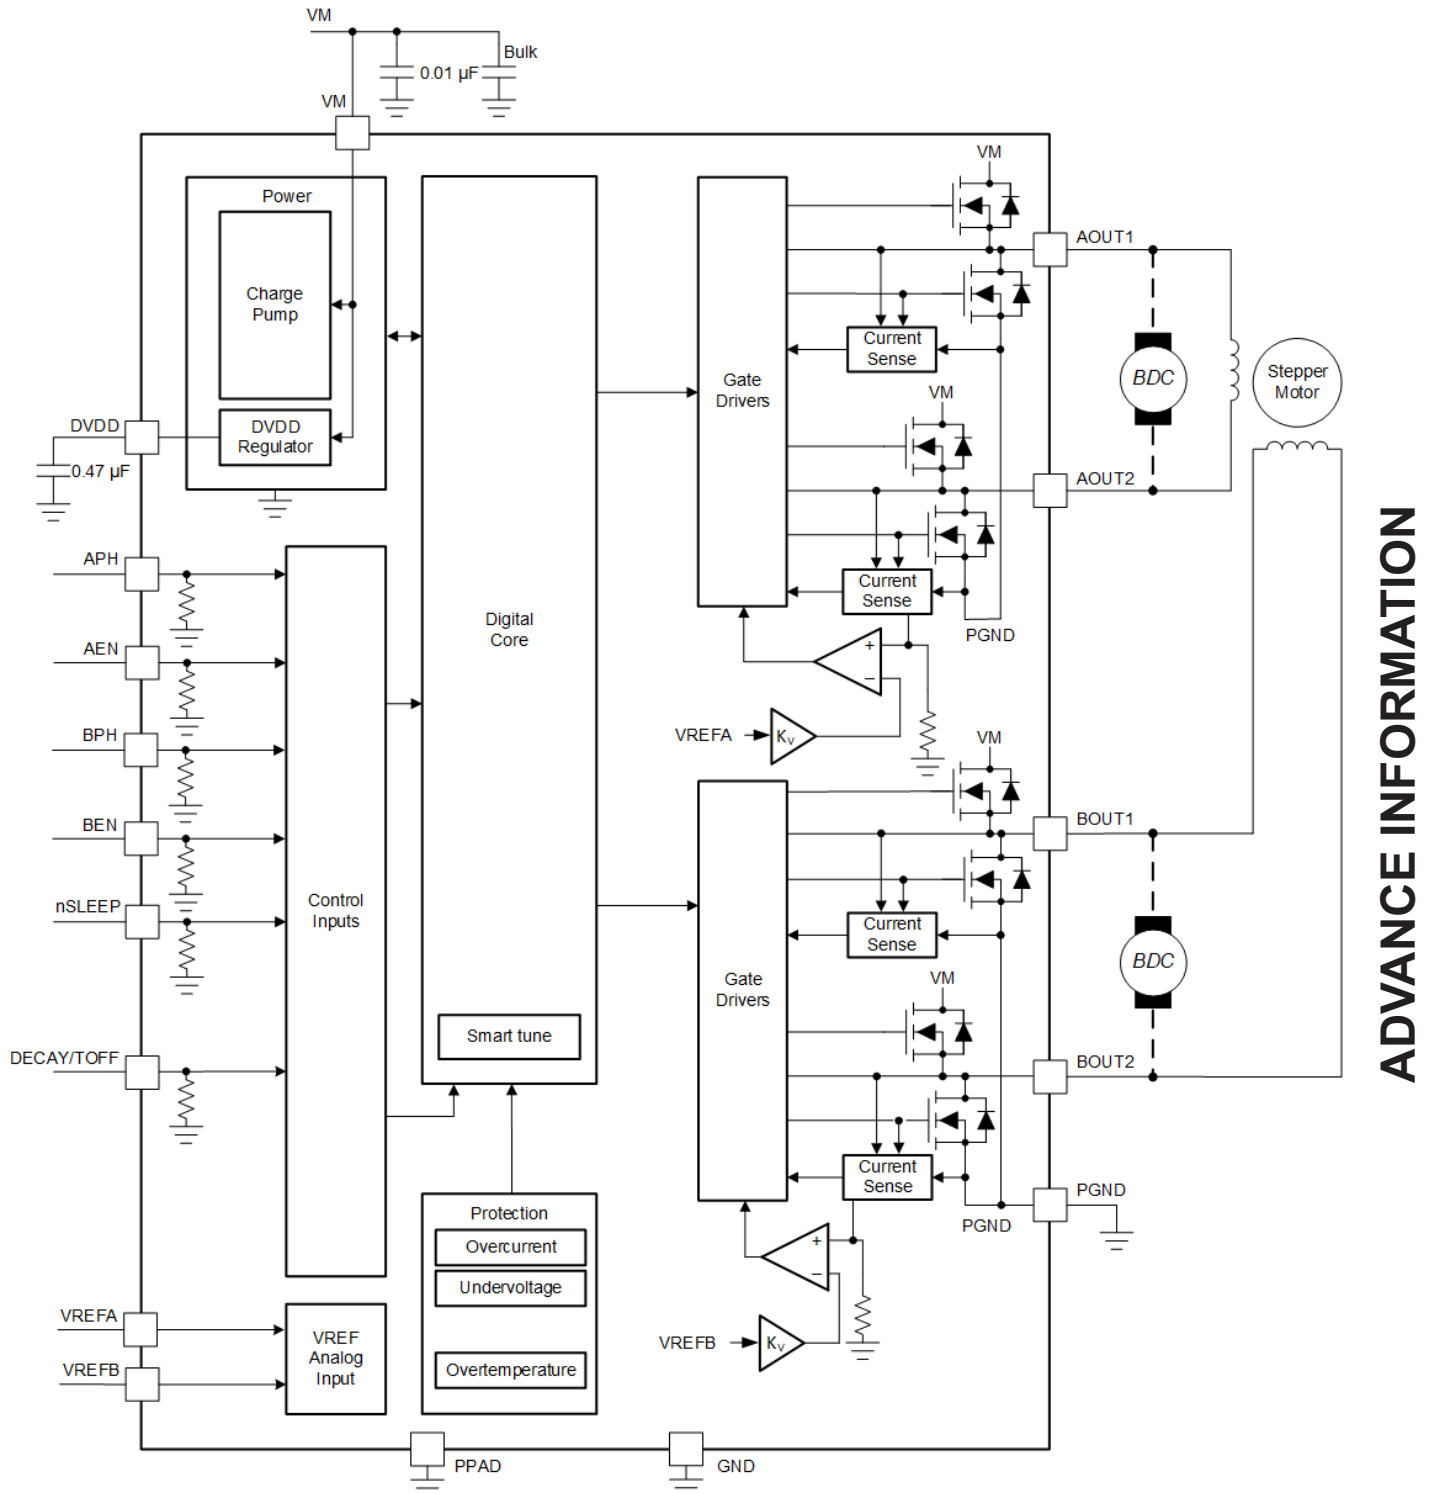 VM
Bulk
0.01 µF
VM
Power
Charge
Pump
DVDD
DVDD
Regulator
0.47 µF
APH
AEN
BPH
BEN
nSLEEP
DECAY/TOFF
Control
Inputs
VREFA
VREFB
VREF
Analog
Input
Digital
Core
Smart tune
Protection
Overcurrent
Undervoltage
Overtemperature
PPAD
GND
Gate
Drivers
VM
Current
Sense
VM
Current
Sense
PGND
+
–
VREFA
KV
AOUT1
AOUT2
BDC
Stepper
Motor
Gate
Drivers
VM
Current
Sense
VM
Current
Sense
PGND
+
–
VREFB
KV
BOUT1
BOUT2
BDC
PGND
ADVANCE INFORMATION